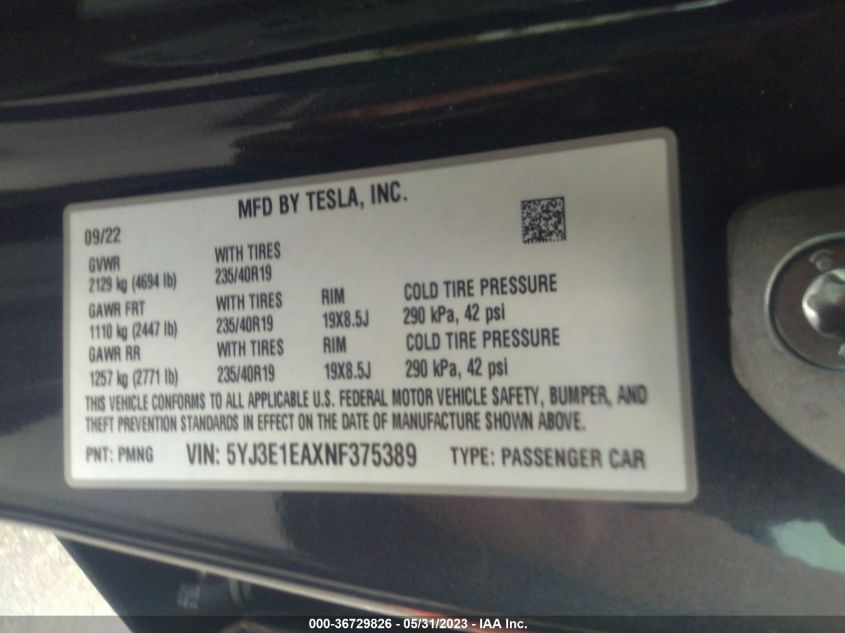 MFD BY TESLA, INC.
09/22
GVWR WITH TIRES
2129 kg (4694 lb) 235/40R19
GAWR FRT WITH TIRES RIM COLD TIRE PRESSURE
1110 kg (2447 lb) 235/40R19 19X8.5J 290 kPa, 42 psi
GAWR RR WITH TIRES RIM COLD TIRE PRESSURE
1257 kg (2771 lb) 235/40R19 19X8.5J 290 kPa, 42 psi
THIS VEHICLE CONFORMS TO ALL APPLICABLE U.S. FEDERAL MOTOR VEHICLE SAFETY, BUMPER, AND
THEFT PREVENTION STANDARDS IN EFFECT ON THE DATE OF MANUFACTURE SHOWN ABOVE.
PNT: PMNG VIN: 5YJ3E1EAXNF375389 TYPE: PASSENGER CAR
000-36729826 - 05/31/2023 - IAA Inc.